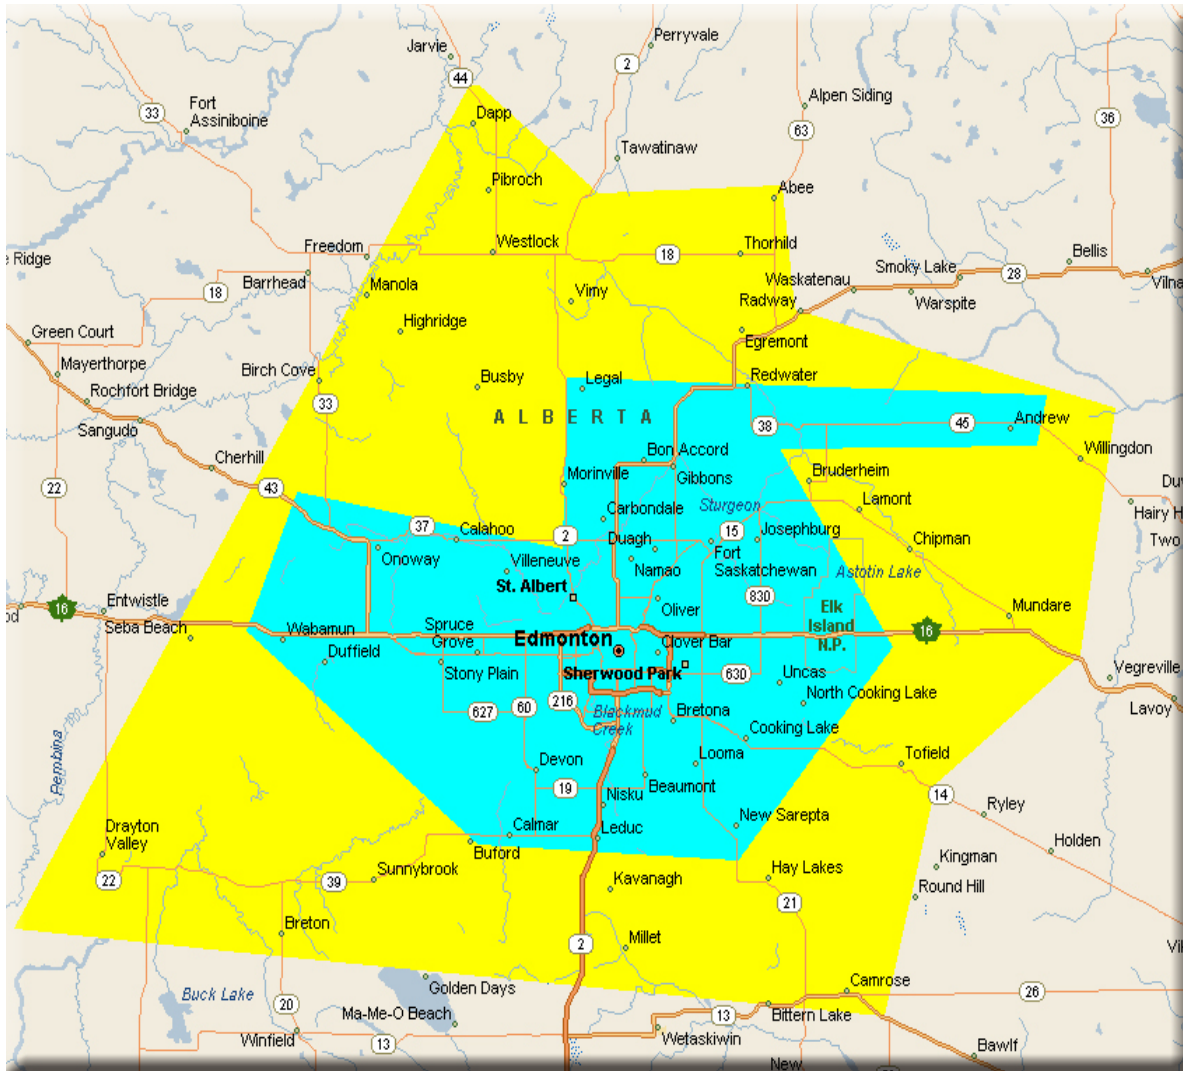 Perryvale
Jarvie
2
44
Alpen Siding
Fort
Assiniboine
33
Dapp
36
63
Tawatinaw
Pibroch
Abee
Westlock
Freedom
18
Thorhild
Bellis
e Ridge
Smoky Lake
28
Barrhead
Manola
Waskatenau
Vilna
18
Vimy
Radway
Warspite
Green Court
Highridge
Egremont
Mayerthorpe
Birch Cove
Busby
Legal
Redwater
Rochfort Bridge
33
ALBERTA
Andrew
38
45
Sangudo
Bon Accord
Willingdon
Cherhill
Morinville
Gibbons
Bruderheim
22
43
Sturgeon
Lamont
Carbondale
Hairy H
37
Calahoo
2
15
Josephburg
Two
Onoway
Duagh
Chipman
Villeneuve
Namao
Fort
Saskatchewan
Astotin Lake
St. Albert
830
Entwistle
16
Oliver
Elk
Island
N.P.
Mundare
Seba Beach
Wabamun
Spruce
Grove
Edmonton
Clover Bar
16
Duffield
Stony Plain
Sherwood Park
630
Uncas
Vegreville
North Cooking Lake
627
60
216
Blackmud
Creek
Bretona
Lavoy
Cooking Lake
Pembina
Devon
Looma
Tofield
19
Beaumont
14
Nisku
Ryley
Drayton
Valley
Calmar
Leduc
New Sarepta
Buford
Holden
22
39
Sunnybrook
Hay Lakes
Kingman
Kavanagh
Round Hill
21
Breton
2
Millet
Camrose
Buck Lake
Golden Days
26
20
Ma-Me-O Beach
13
Bittern Lake
Winfield
13
Wetaskiwin
Bawlf
New